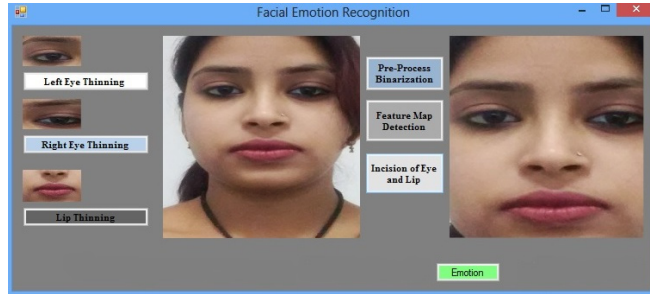 Facial Emotion Recognition
Left Eye Thinning
Right Eye Thinning
Lip Thinning
Pre-Process
Binarization
Feature Map
Detection
Incision of Eye
and Lip
Emotion